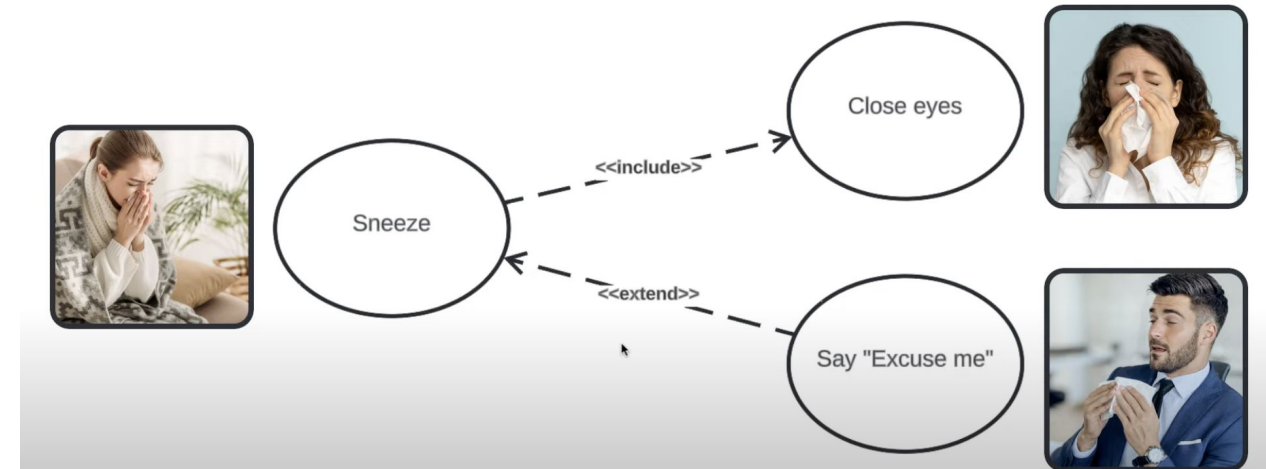 Close eyes
<<include>>
Sneeze
<<extend>>
Say "Excuse me"